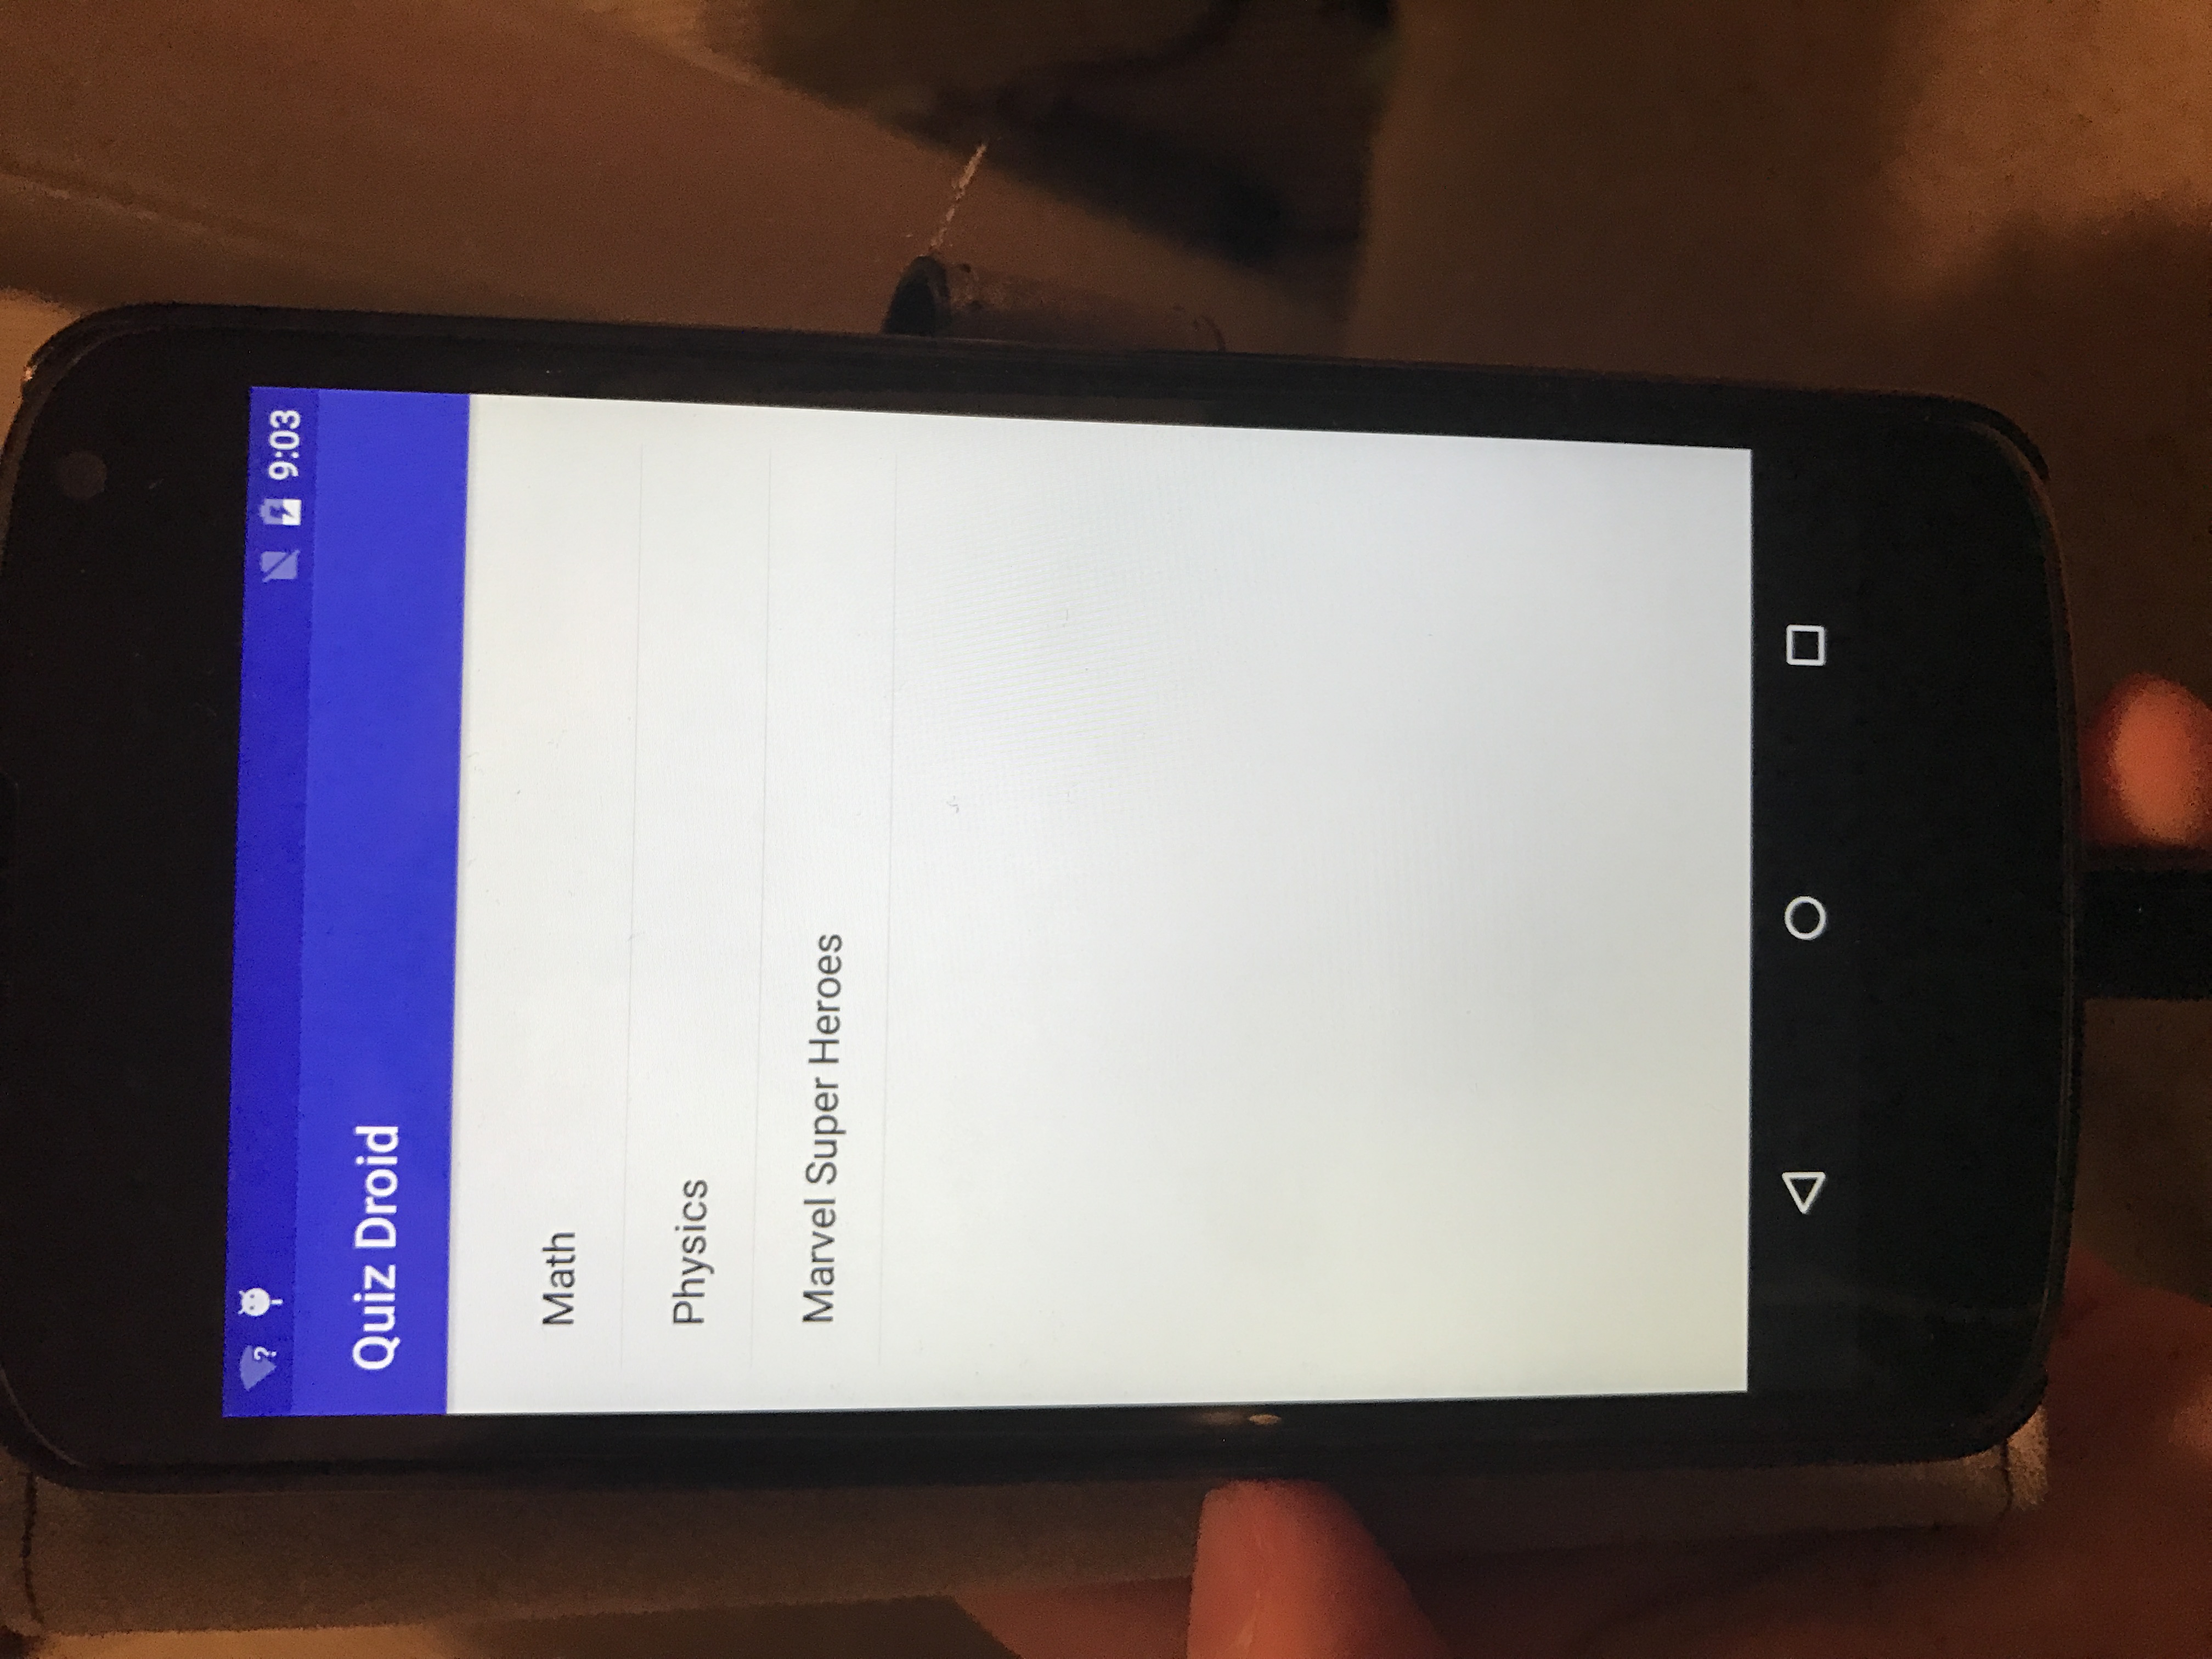 9:03
Quiz Droid
Math
Physics
Marvel Super Heroes